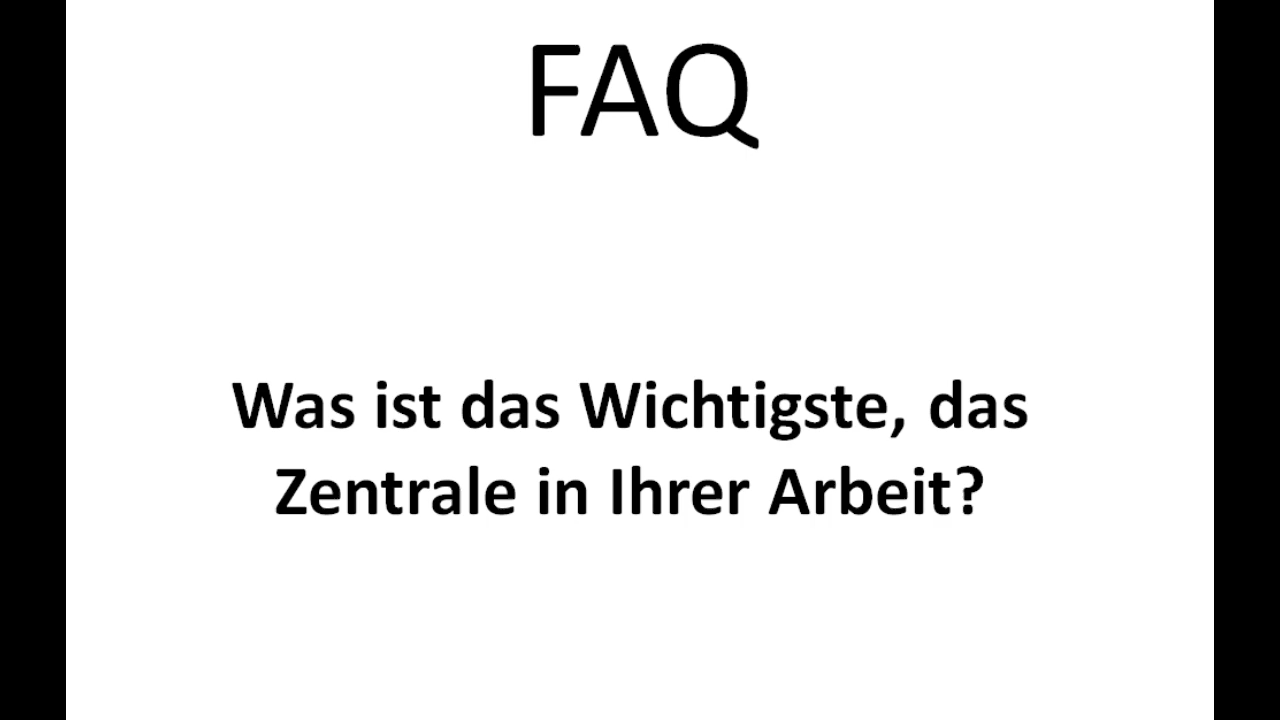 FAQ
Was ist das Wichtigste, das
Zentrale in Ihrer Arbeit?